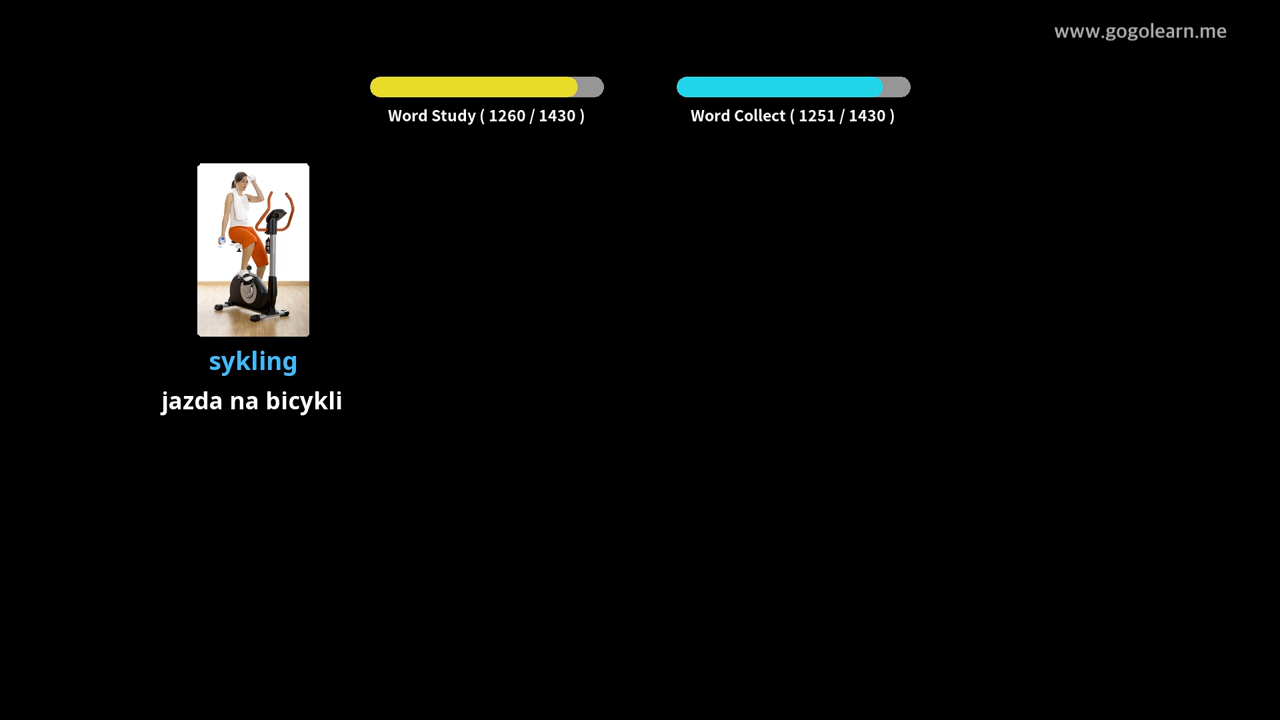 www.gogolearn.me
Word Study ( 1260 / 1430 )
Word Collect ( 1251 / 1430 )
sykling
jazda na bicykli